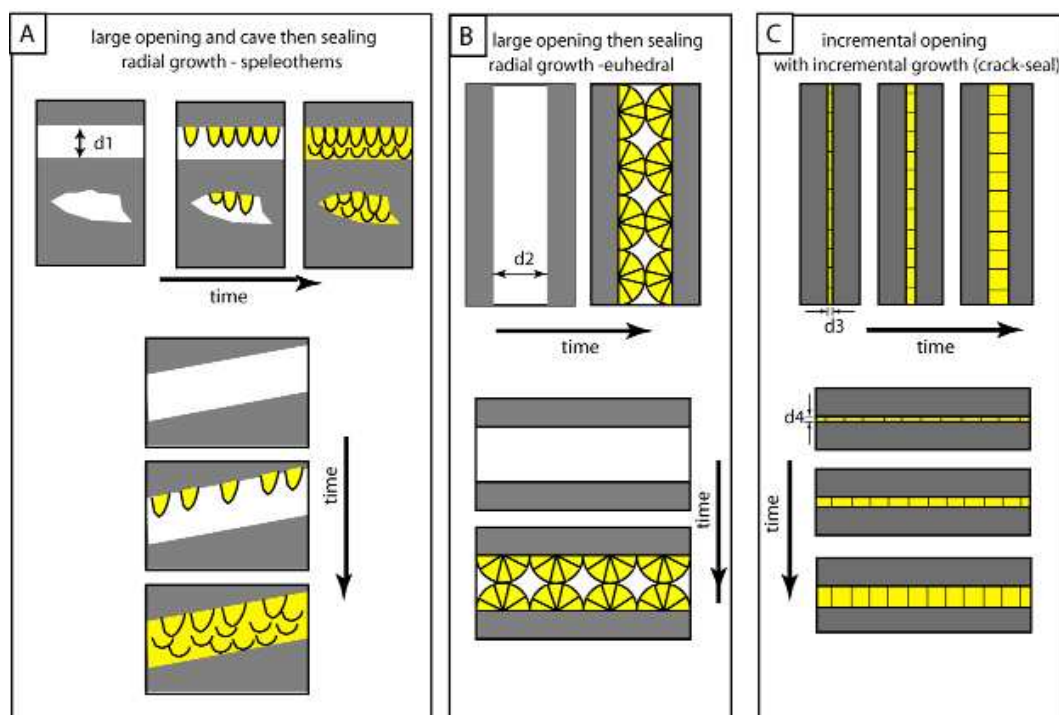 A
large opening and cave then sealing
radial growth - speleothems
d1
time
time
B
large opening then sealing
radial growth -euhedral
d2
time
time
C
incremental opening
with incremental growth (crack-seal)
d3
time
d4
time